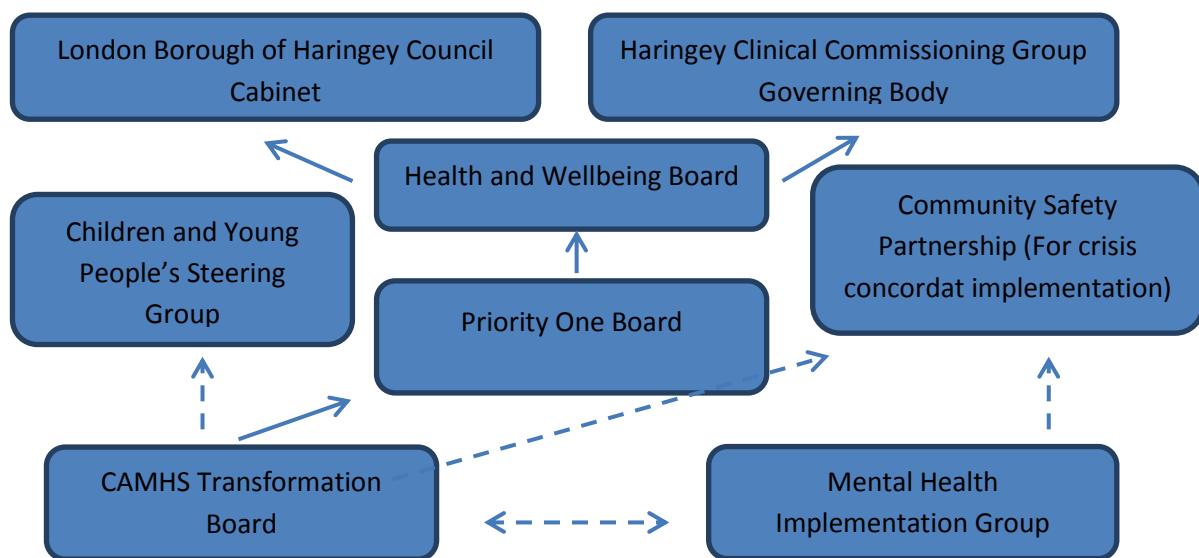 London Borough of Haringey Council
Cabinet
Haringey Clinical Commissioning Group
Governing Body
Health and Wellbeing Board
Children and Young
People’s Steering
Group
Community Safety
Partnership (For crisis
concordat implementation)
Priority One Board
CAMHS Transformation
Board
Mental Health
Implementation Group